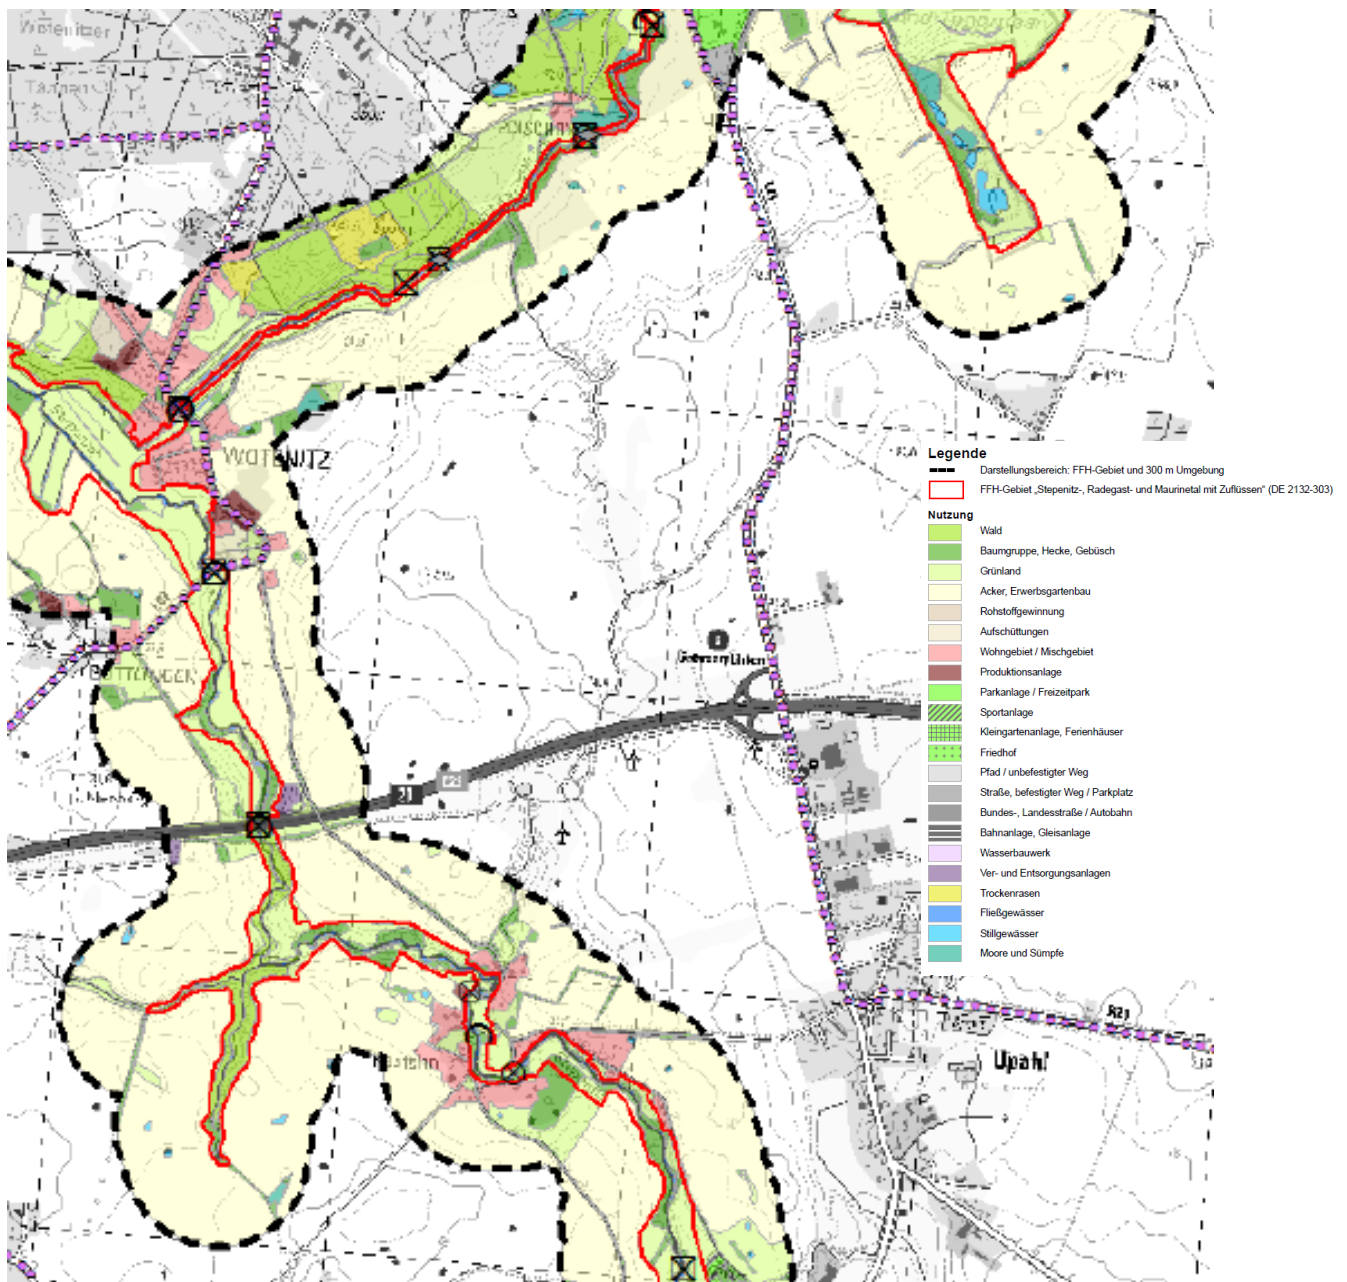 WOTENITZ
21
Upahl
Legende
Darstellungsbereich: FFH-Gebiet und 300 m Umgebung
FFH-Gebiet „Stepenitz-, Radegast- und Maurinetal mit Zuflüssen" (DE 2132-303)
Nutzung
Wald
Baumgruppe, Hecke, Gebüsch
Grünland
Acker, Erwerbsgartenbau
Rohstoffgewinnung
Aufschüttungen
Wohngebiet / Mischgebiet
Produktionsanlage
Parkanlage / Freizeitpark
Sportanlage
Kleingartenanlage, Ferienhäuser
Friedhof
Pfad / unbefestigter Weg
Straße, befestigter Weg / Parkplatz
Bundes-, Landesstraße / Autobahn
Bahnanlage, Gleisanlage
Wasserbauwerk
Ver- und Entsorgungsanlagen
Trockenrasen
Fließgewässer
Stillgewässer
Moore und Sümpfe